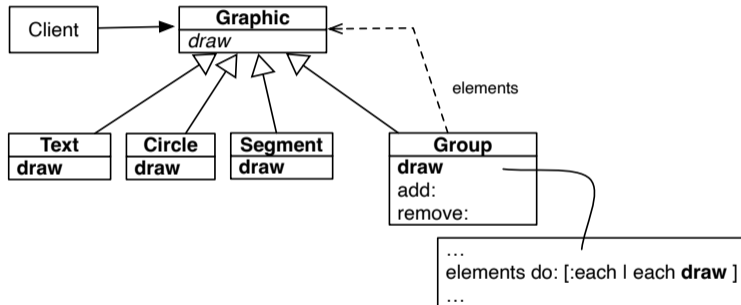 Client
Graphic
draw
elements
Text
draw
Circle
draw
Segment
draw
Group
draw
add:
remove:
...
elements do: [:each | each draw ]
...